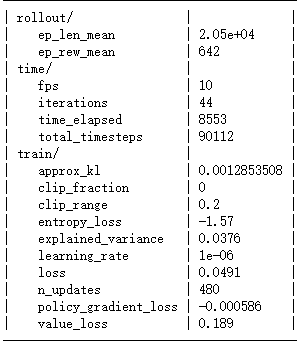 | rollout/ | |
| ep_len_mean | 2.05e+04 |
| ep_rew_mean | 642 |
| time/ | |
| fps | 10 |
| iterations | 44 |
| time_elapsed | 8553 |
| total_timesteps | 90112 |
| train/ | |
| approx_kl | 0.0012853508 |
| clip_fraction | 0 |
| clip_range | 0.2 |
| entropy_loss | -1.57 |
| explained_variance | 0.0376 |
| learning_rate | 1e-06 |
| loss | 0.0491 |
| n_updates | 480 |
| policy_gradient_loss | -0.000586 |
| value_loss | 0.189 |